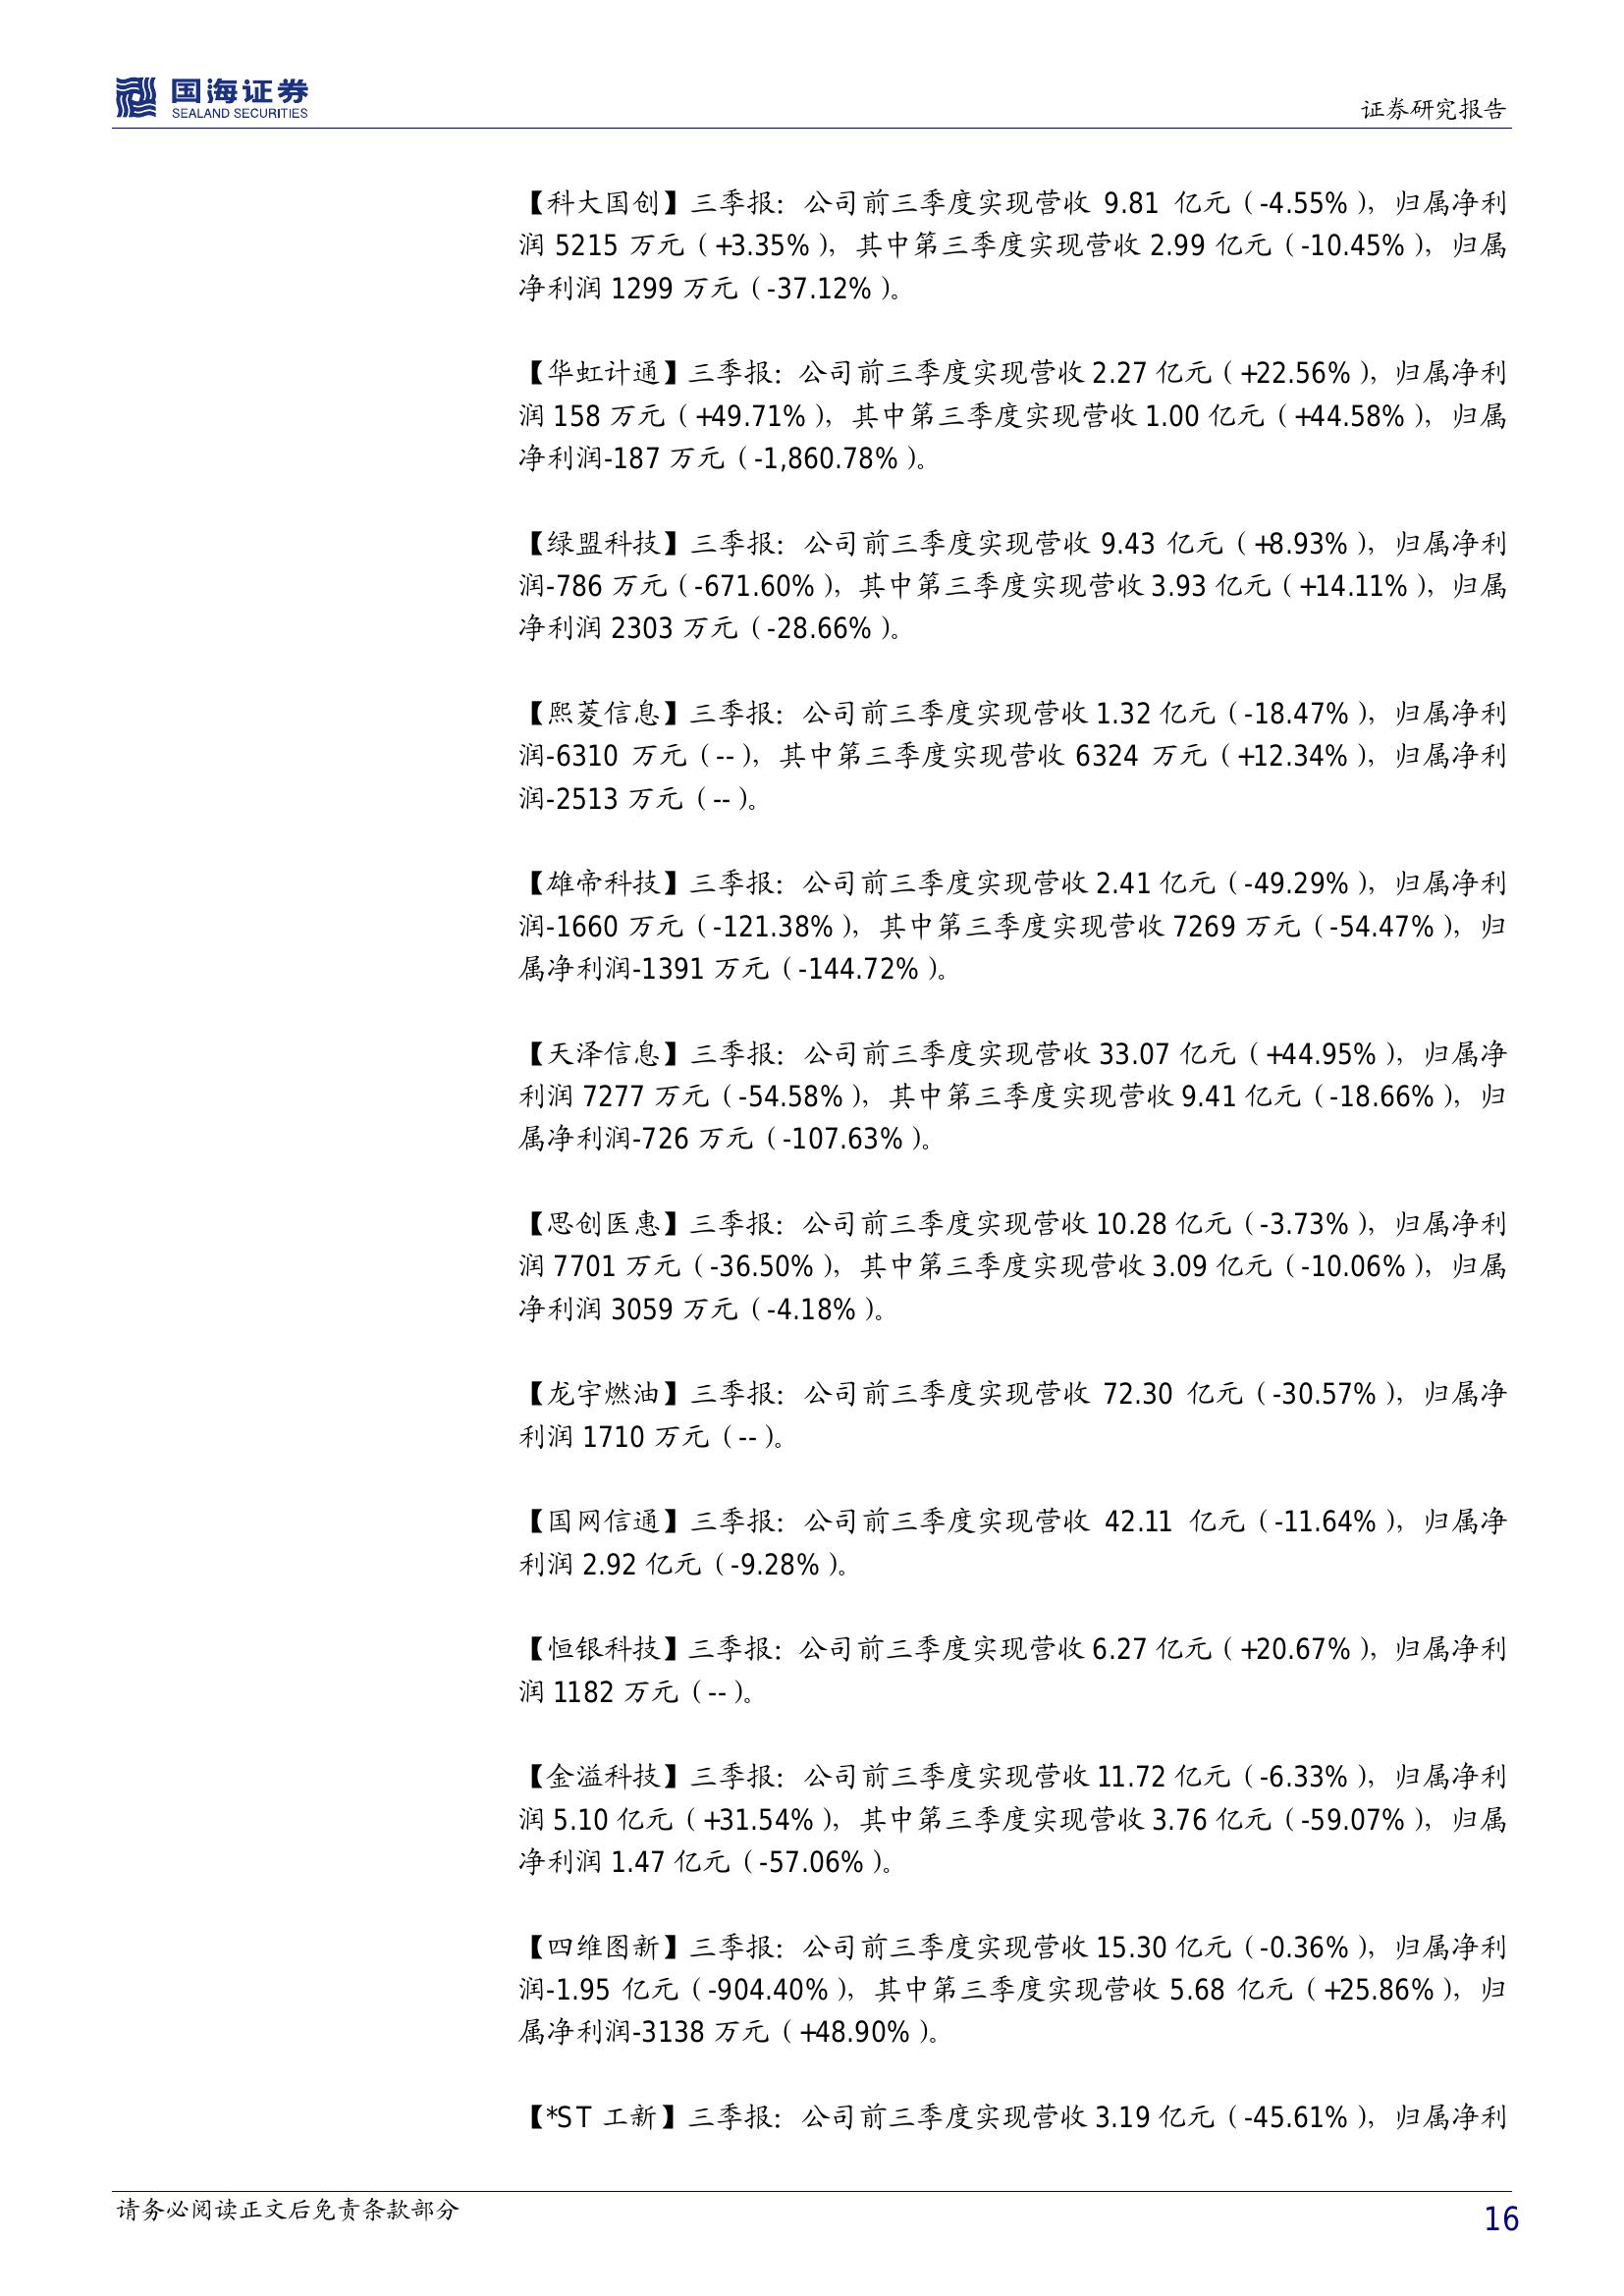 国海证券
SEALAND SECURITIES
证券研究报告
【科大国创】三季报：公司前三季度实现营收 9.81 亿元（-4.55%），归属净利
润 5215 万元（+3.35%），其中第三季度实现营收 2.99 亿元（-10.45%），归属
净利润 1299 万元（-37.12%）。
【华虹计通】三季报：公司前三季度实现营收 2.27 亿元（+22.56%），归属净利
润 158 万元（+49.71%），其中第三季度实现营收 1.00 亿元（+44.58%），归属
净利润-187 万元（-1,860.78%）。
【绿盟科技】三季报：公司前三季度实现营收 9.43 亿元（+8.93%），归属净利
润-786 万元（-671.60%），其中第三季度实现营收 3.93 亿元（+14.11%），归属
净利润 2303 万元（-28.66%）。
【熙菱信息】三季报：公司前三季度实现营收 1.32 亿元（-18.47%），归属净利
润-6310 万元（--），其中第三季度实现营收 6324 万元（+12.34%），归属净利
润-2513 万元（--）。
【雄帝科技】三季报：公司前三季度实现营收 2.41 亿元（-49.29%），归属净利
润-1660 万元（-121.38%），其中第三季度实现营收 7269 万元（-54.47%），归
属净利润-1391 万元（-144.72%）。
【天泽信息】三季报：公司前三季度实现营收 33.07 亿元（+44.95%），归属净
利润 7277 万元（-54.58%），其中第三季度实现营收 9.41 亿元（-18.66%），归
属净利润-726 万元（-107.63%）。
【思创医惠】三季报：公司前三季度实现营收 10.28 亿元（-3.73%），归属净利
润 7701 万元（-36.50%），其中第三季度实现营收 3.09 亿元（-10.06%），归属
净利润 3059 万元（-4.18%）。
【龙宇燃油】三季报：公司前三季度实现营收 72.30 亿元（-30.57%），归属净
利润 1710 万元（--）。
【国网信通】三季报：公司前三季度实现营收 42.11 亿元（-11.64%），归属净
利润 2.92 亿元（-9.28%）。
【恒银科技】三季报：公司前三季度实现营收 6.27 亿元（+20.67%），归属净利
润 1182 万元（--）。
【金溢科技】三季报：公司前三季度实现营收 11.72 亿元（-6.33%），归属净利
润 5.10 亿元（+31.54%），其中第三季度实现营收 3.76 亿元（-59.07%），归属
净利润 1.47 亿元（-57.06%）。
【四维图新】三季报：公司前三季度实现营收 15.30 亿元（-0.36%），归属净利
润-1.95 亿元（-904.40%），其中第三季度实现营收 5.68 亿元（+25.86%），归
属净利润-3138 万元（+48.90%）。
【*ST 工新】三季报：公司前三季度实现营收 3.19 亿元（-45.61%），归属净利
请务必阅读正文后免责条款部分
16